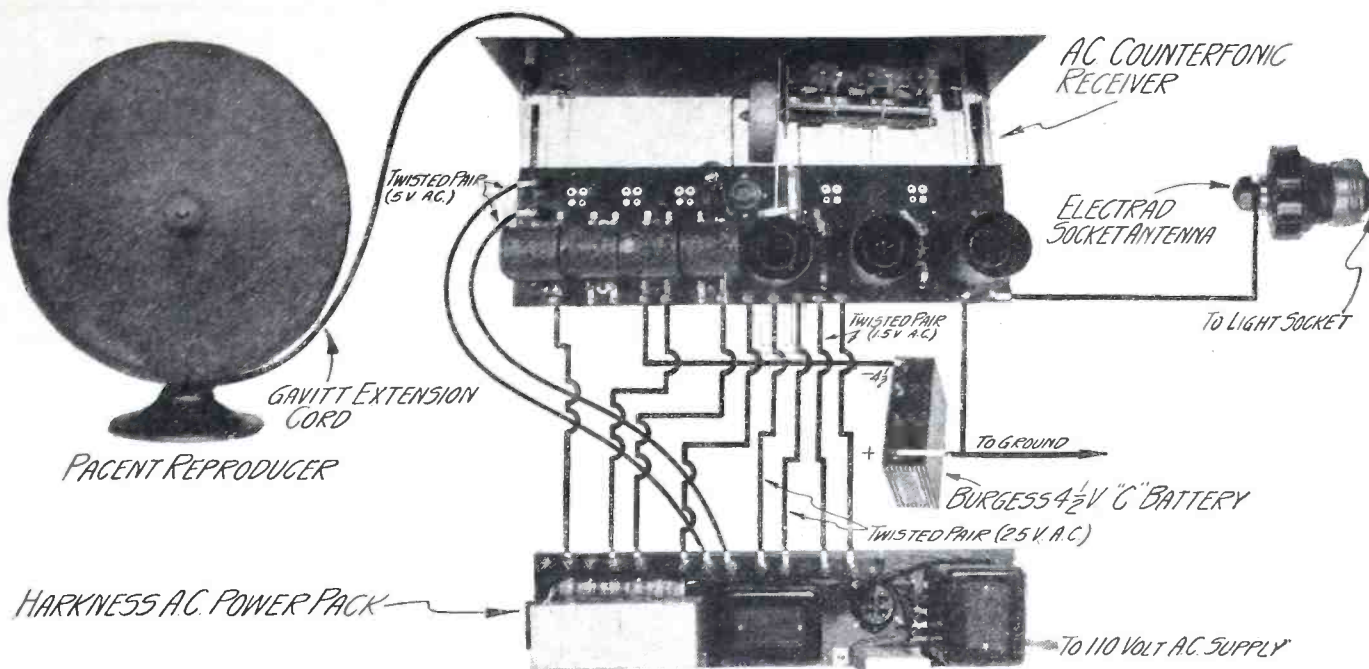 AC COUNTERFONIC
RECEIVER
TWISTED PAIR
(5 V A.C.)
ELECTRAD
SOCKET ANTENNA
TO LIGHT SOCKET
TWISTED PAIR
(1.5 V A.C.)
-4½
GAVITT EXTENSION
CORD
+
TO GROUND
PACENT REPRODUCER
BURGESS 4½ V "C" BATTERY
TWISTED PAIR (25 V. A.C.)
HARKNESS A.C. POWER PACK
TO 110 VOLT A.C. SUPPLY